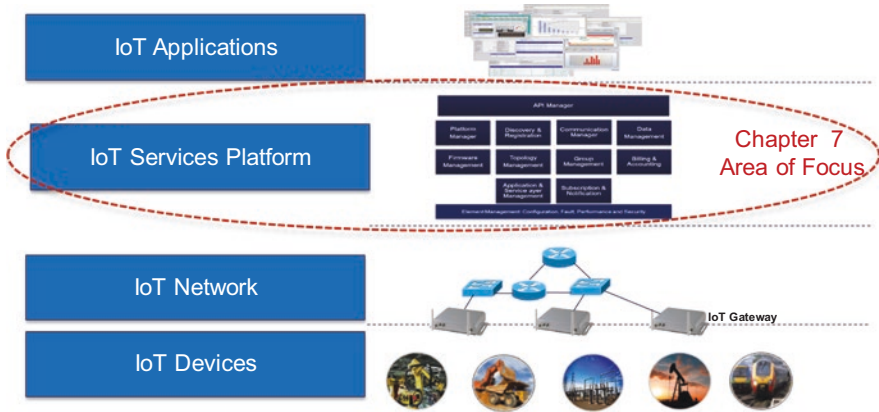 IoT Applications
API Manager
Platform
Manager
Discovery &
Registration
Communication
Manager
Data
Management
IoT Services Platform
Chapter 7
Area of Focus
Firmware
Management
Topology
Management
Group
Management
Billing &
Accounting
Application &
Service ayer
Management
Subscription &
Notification
Element Management: Configuration, Fault, Performance and Security
IoT Network
IoT Gateway
IoT Devices